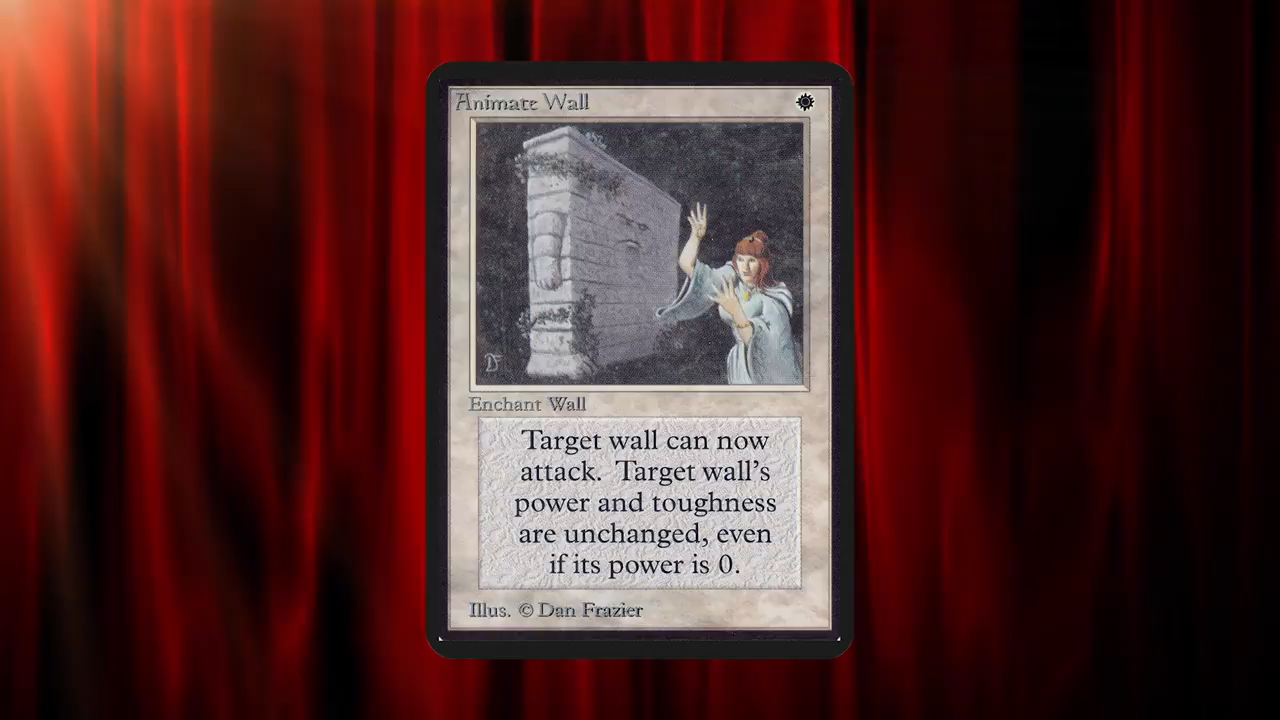 Animate Wall
DF
Enchant Wall
Target wall can now
attack. Target wall's
power and toughness
are unchanged, even
if its power is 0.
Illus. © Dan Frazier